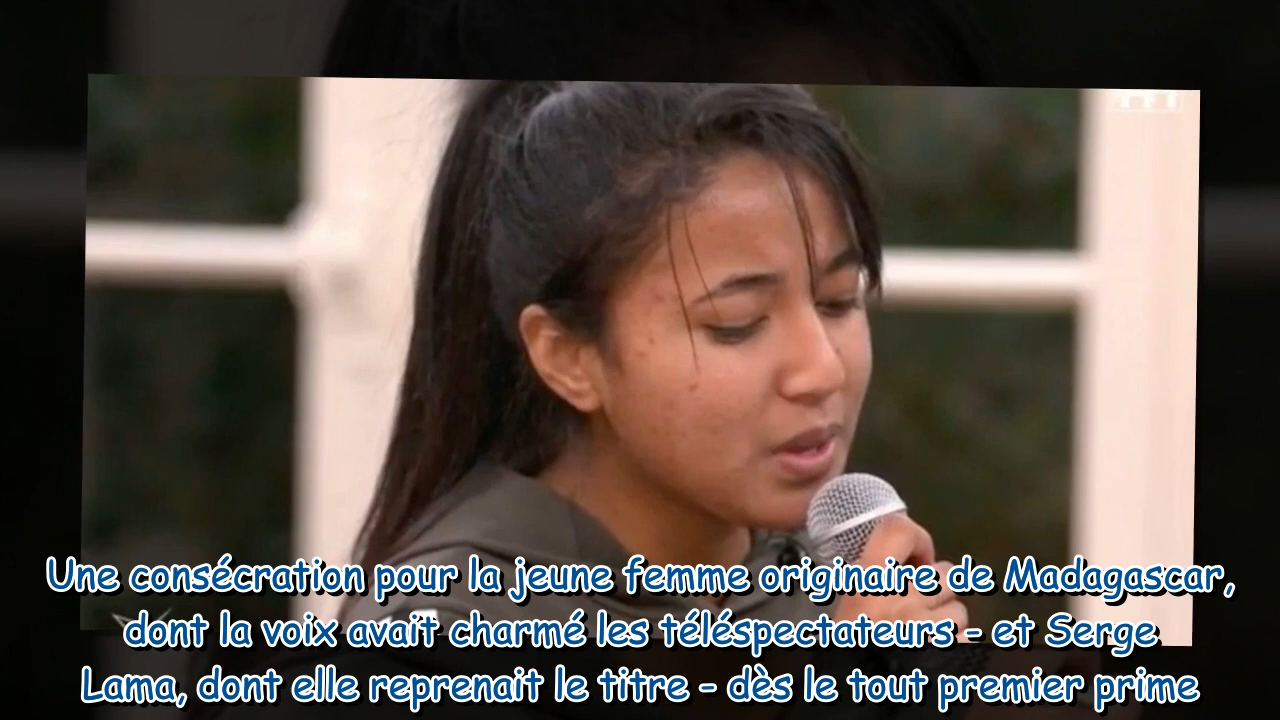 TF1
Une consécration pour la jeune femme originaire de Madagascar,
dont la voix avait charmé les téléspectateurs - et Serge
Lama, dont elle reprenait le titre - dès le tout premier prime